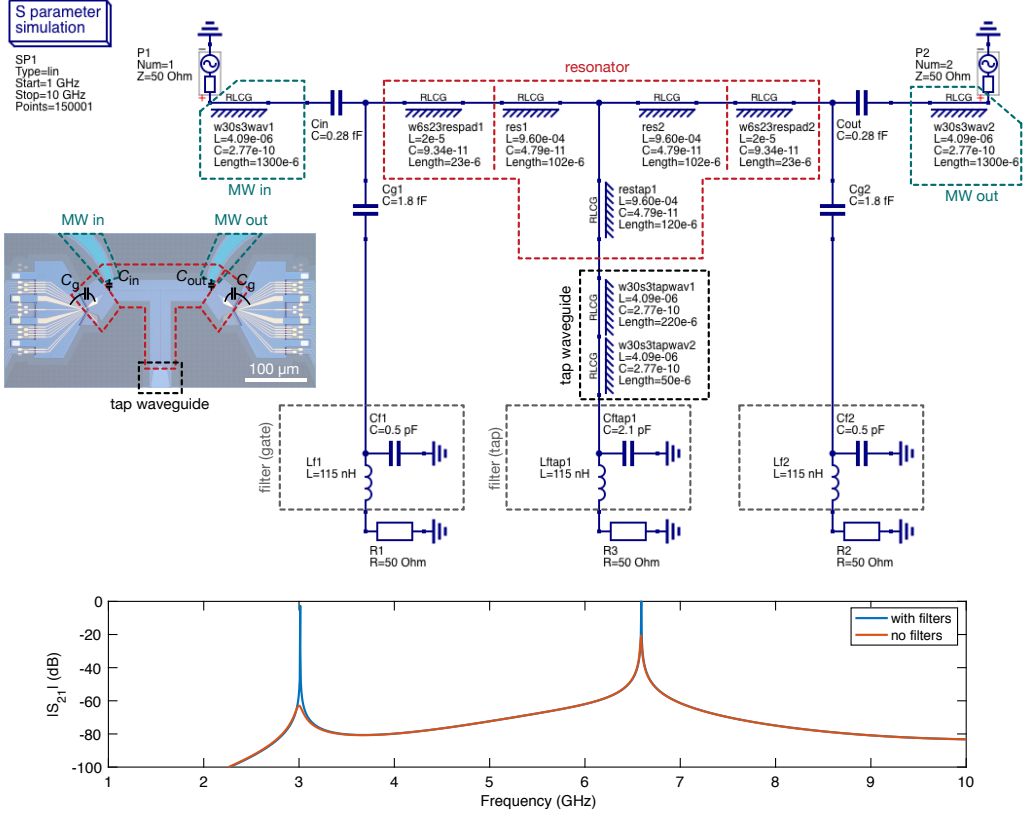 S parameter
simulation
SP1
Type=lin
Start=1 GHz
Stop=10 GHz
Points=150001
P1
Num=1
Z=50 Ohm
RLCG
w30s3wav1
L=4.09e-06
C=2.77e-10
Length=1300e-6
MW in
Cin
C=0.28 fF
resonator
RLCG
w6s23respad1
L=2e-5
C=9.34e-11
Length=23e-6
RLCG
res1
L=9.60e-04
C=4.79e-11
Length=102e-6
RLCG
res2
L=9.60e-04
C=4.79e-11
Length=102e-6
RLCG
w6s23respad2
L=2e-5
C=9.34e-11
Length=23e-6
Cout
C=0.28 fF
P2
Num=2
Z=50 Ohm
RLCG
w30s3wav2
L=4.09e-06
C=2.77e-10
Length=1300e-6
MW out
Cg1
C=1.8 fF
RLCG
restap1
L=9.60e-04
C=4.79e-11
Length=120e-6
Cg2
C=1.8 fF
MW in
MW out
Cg
Cin
Cout
Cg
100 µm
tap waveguide
tap waveguide
RLCG
w30s3tapwav1
L=4.09e-06
C=2.77e-10
Length=220e-6
RLCG
w30s3tapwav2
L=4.09e-06
C=2.77e-10
Length=50e-6
filter (gate)
Cf1
C=0.5 pF
Lf1
L=115 nH
R1
R=50 Ohm
filter (tap)
Cftap1
C=2.1 pF
Lftap1
L=115 nH
R3
R=50 Ohm
Cf2
C=0.5 pF
Lf2
L=115 nH
R2
R=50 Ohm
|S21| (dB)
0
-20
-40
-60
-80
-100
with filters
no filters
1 2 3 4 5 6 7 8 9 10
Frequency (GHz)